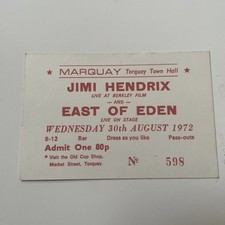 MARQUAY Torquay Town Hall
★ JIMI HENDRIX ★
LIVE AT BERKLEY FILM
— AND —
EAST OF EDEN
LIVE ON STAGE
WEDNESDAY 30th AUGUST 1972
8-12 Bar Dress as you like Pass-outs
Admit One 80p
★ Visit the Old Cop Shop,
Market Street, Torquay.
№ 598